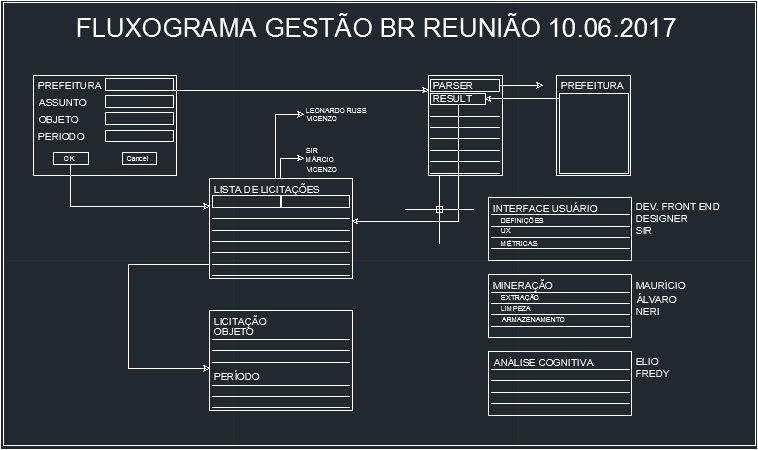 FLUXOGRAMA GESTÃO BR REUNIÃO 10.06.2017
PREFEITURA
ASSUNTO
OBJETO
PERIODO
OK
Cancel
LEONARDO RUSS
VICENZO
SIR
MÁRCIO
VICENZO
PARSER
RESULT
PREFEITURA
LISTA DE LICITAÇÕES
LICITAÇÃO
OBJETO
PERÍODO
INTERFACE USUÁRIO
DEFINIÇÕES
UX
MÉTRICAS
DEV. FRONT END
DESIGNER
SIR
MINERAÇÃO
EXTRAÇÃO
LIMPEZA
ARMAZENAMENTO
MAURÍCIO
ÁLVARO
NERI
ANÁLISE COGNITIVA
ELIO
FREDY